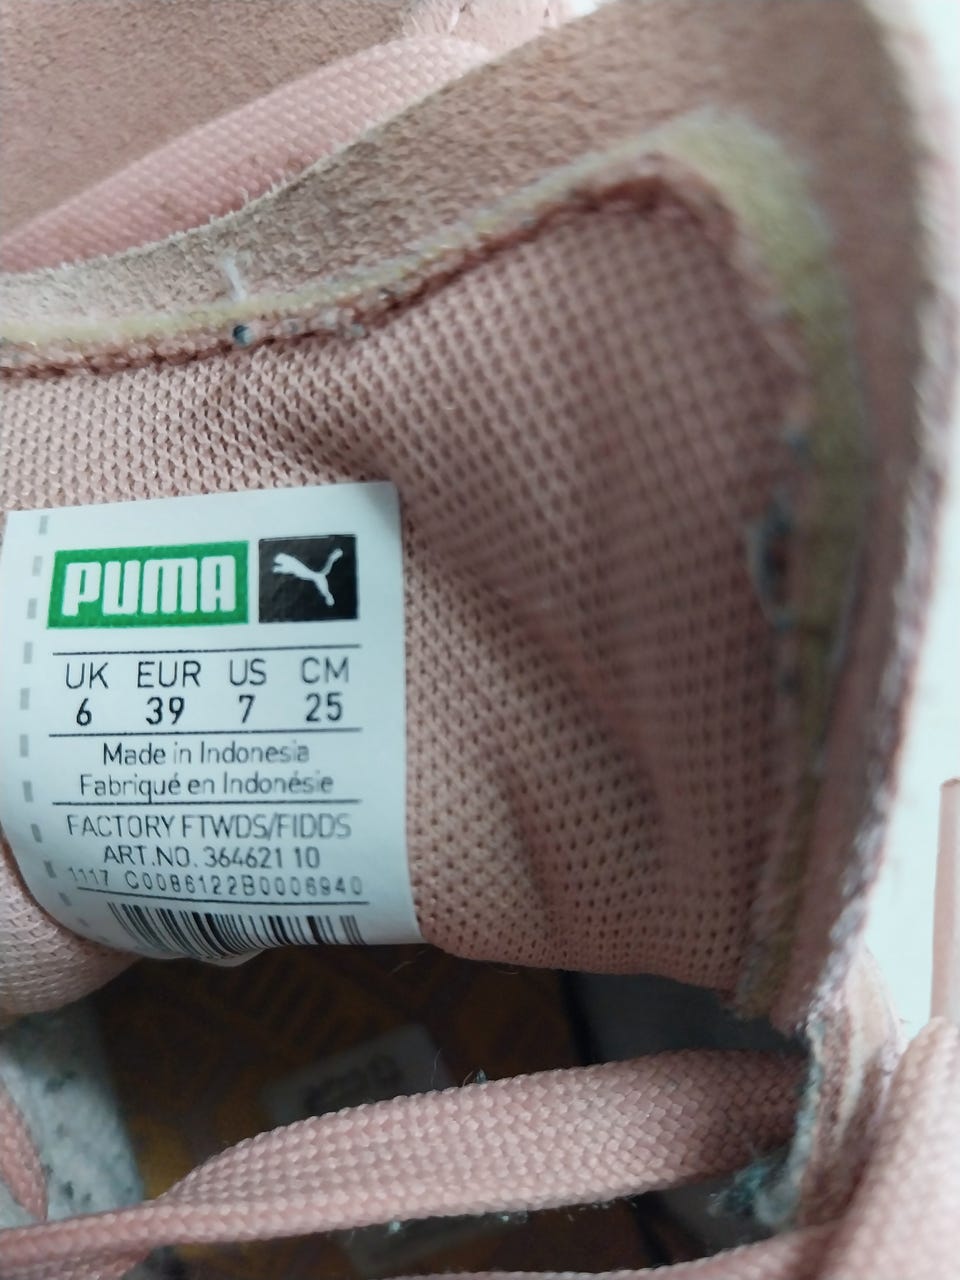 PUMA
UK EUR US CM
6 39 7 25
Made in Indonesia
Fabriqué en Indonésie
FACTORY FTWDS/FIDDS
ART.NO. 364621 10
1117 C0086122B0006940